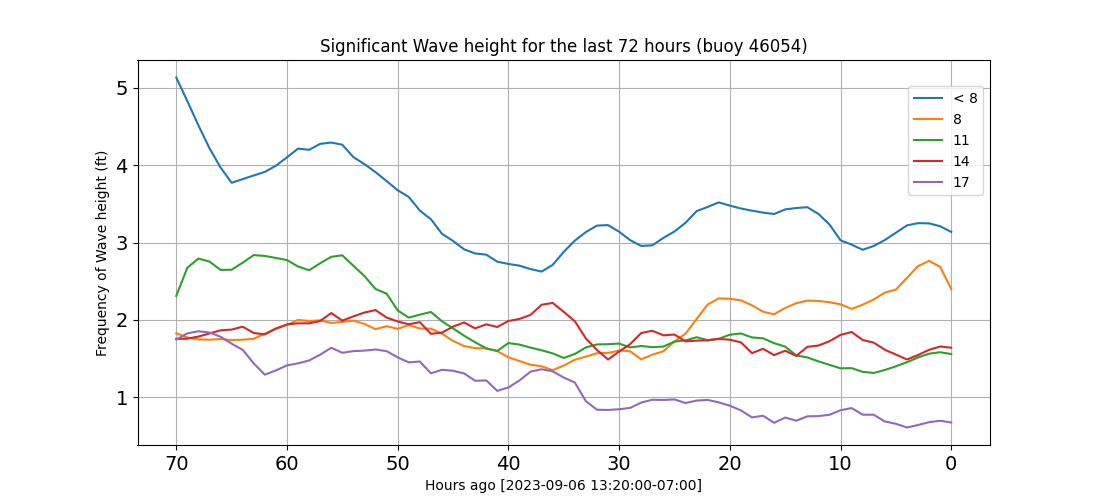 Significant Wave height for the last 72 hours (buoy 46054)
Frequency of Wave height (ft)
5
4
3
2
1
< 8
8
11
14
17
70 60 50 40 30 20 10 0
Hours ago [2023-09-06 13:20:00-07:00]